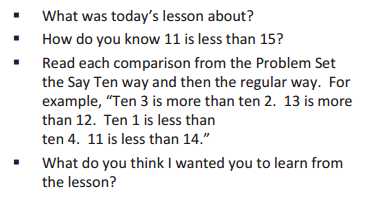 ▪ What was today’s lesson about?
▪ How do you know 11 is less than 15?
▪ Read each comparison from the Problem Set
the Say Ten way and then the regular way.  For
example, “Ten 3 is more than ten 2.  13 is more
than 12.  Ten 1 is less than
ten 4.  11 is less than 14.”
▪ What do you think I wanted you to learn from
the lesson?